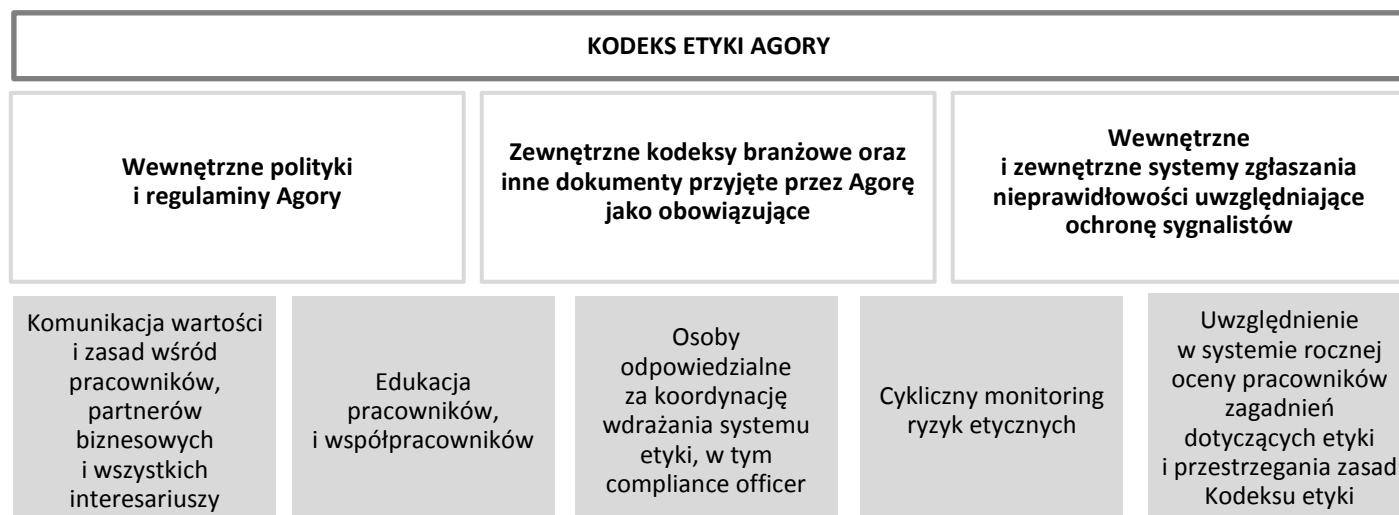 KODEKS ETYKI AGORY
Wewnętrzne polityki
i regulaminy Agory
Zewnętrzne kodeksy branżowe oraz
inne dokumenty przyjęte przez Agorę
jako obowiązujące
Wewnętrzne
i zewnętrzne systemy zgłaszania
nieprawidłowości uwzględniające
ochronę sygnalistów
Komunikacja wartości
i zasad wśród
pracowników,
partnerów
biznesowych
i wszystkich
interesariuszy
Edukacja
pracowników,
i współpracowników
Osoby
odpowiedzialne
za koordynację
wdrażania systemu
etyki, w tym
compliance officer
Cykliczny monitoring
ryzyk etycznych
Uwzględnienie
w systemie rocznej
oceny pracowników
zagadnień
dotyczących etyki
i przestrzegania zasad
Kodeksu etyki